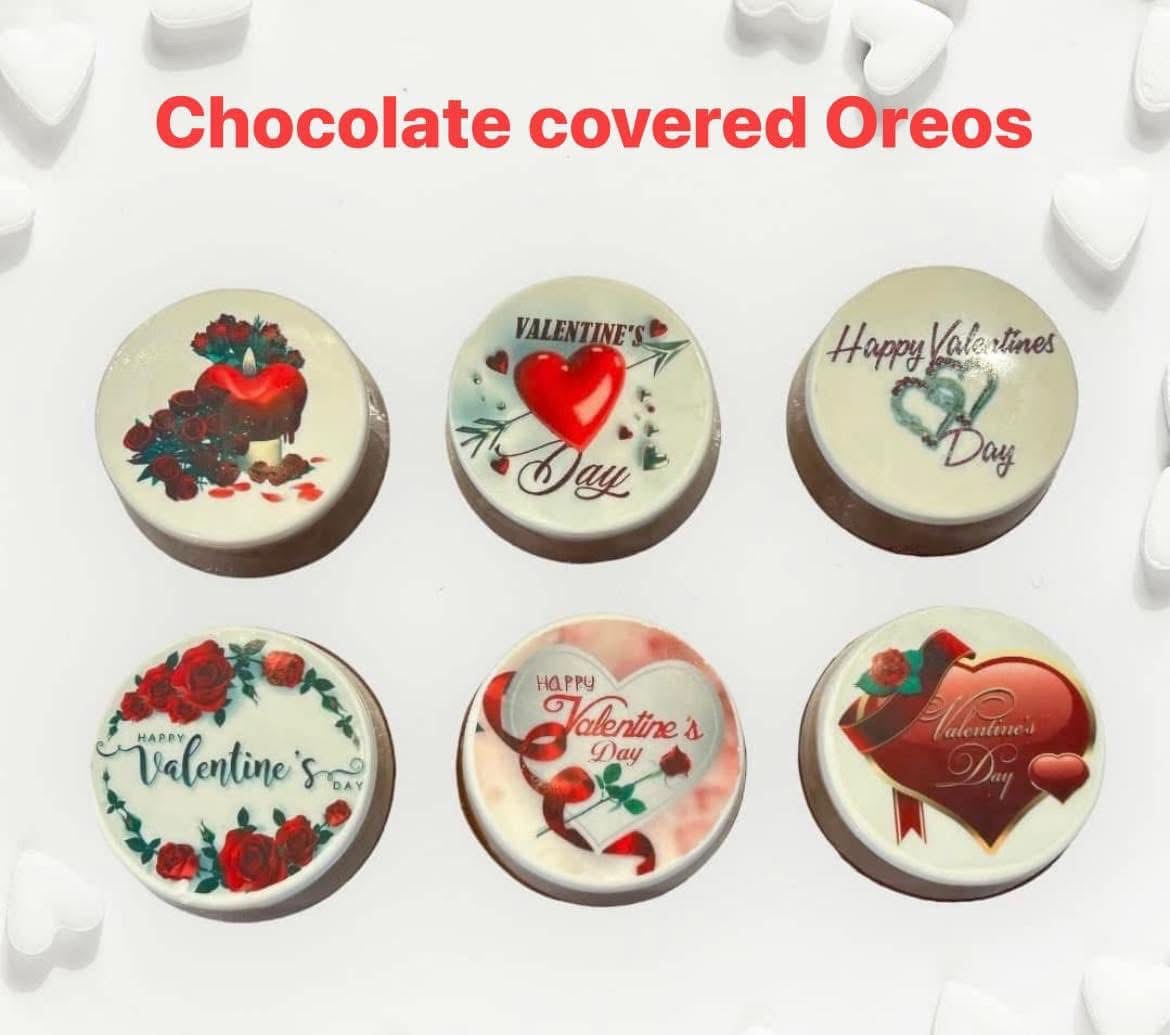 Chocolate covered Oreos
VALENTINE'S
Day
Happy Valentines
Day
HAPPY
Valentine's
DAY
HAPPY
Valentine's
Day
Valentine's
Day